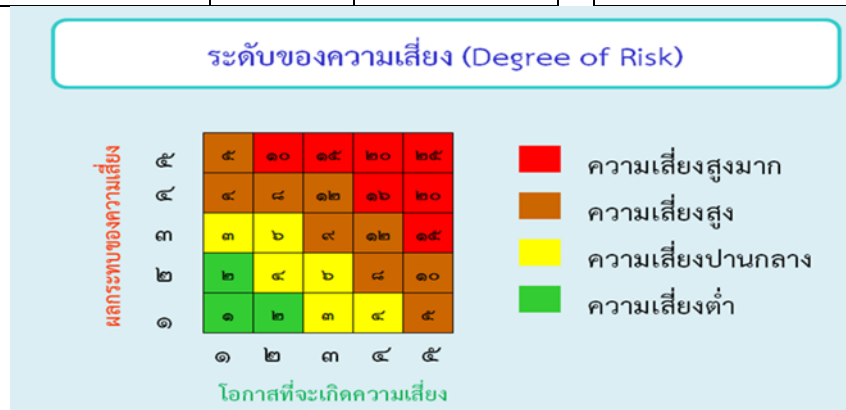 ระดับของความเสี่ยง (Degree of Risk)
ผลกระทบของความเสี่ยง
๕ ๕ ๑๐ ๑๕ ๒๐ ๒๕
๔ ๔ ๘ ๑๒ ๑๖ ๒๐
๓ ๓ ๖ ๙ ๑๒ ๑๕
๒ ๒ ๔ ๖ ๘ ๑๐
๑ ๑ ๒ ๓ ๔ ๕
๑ ๒ ๓ ๔ ๕
โอกาสที่จะเกิดความเสี่ยง
ความเสี่ยงสูงมาก
ความเสี่ยงสูง
ความเสี่ยงปานกลาง
ความเสี่ยงต่ำ